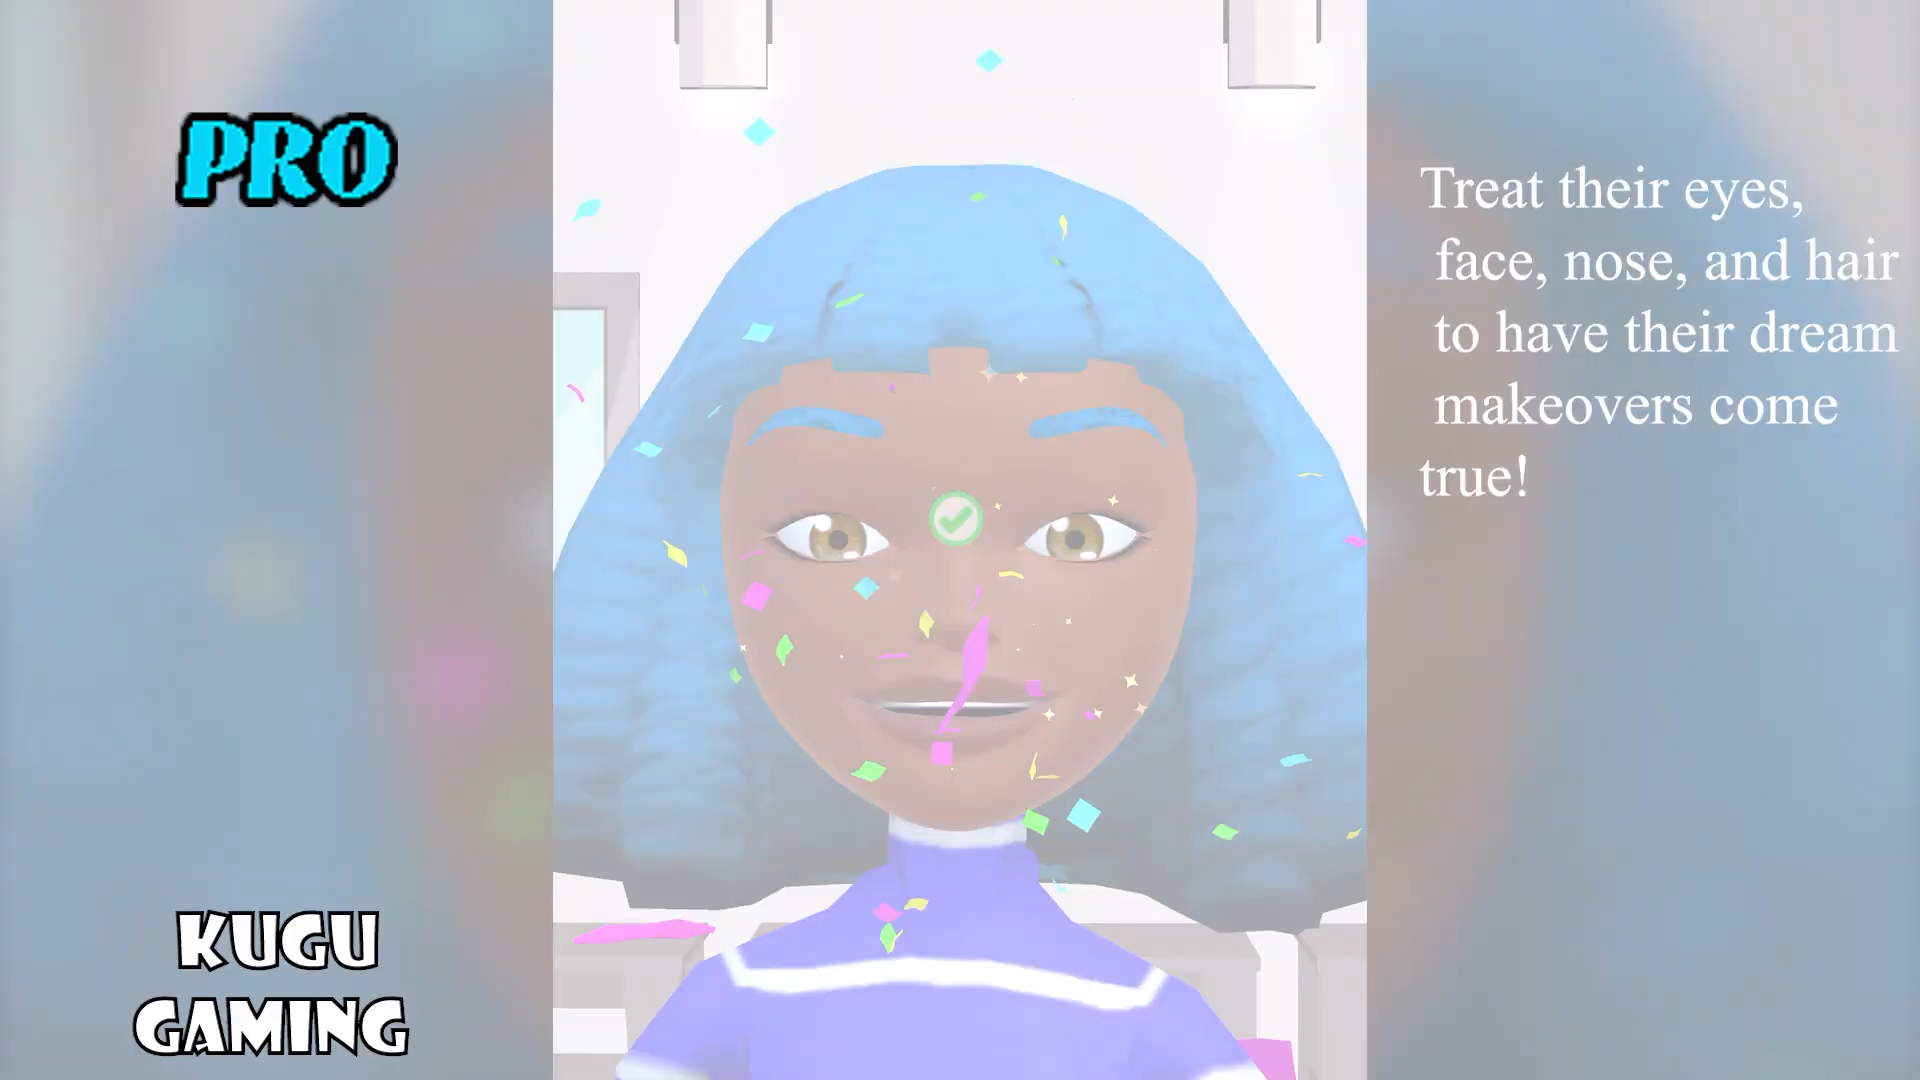 PRO
Treat their eyes,
face, nose, and hair
to have their dream
makeovers come
true!
KUGU
GAMING